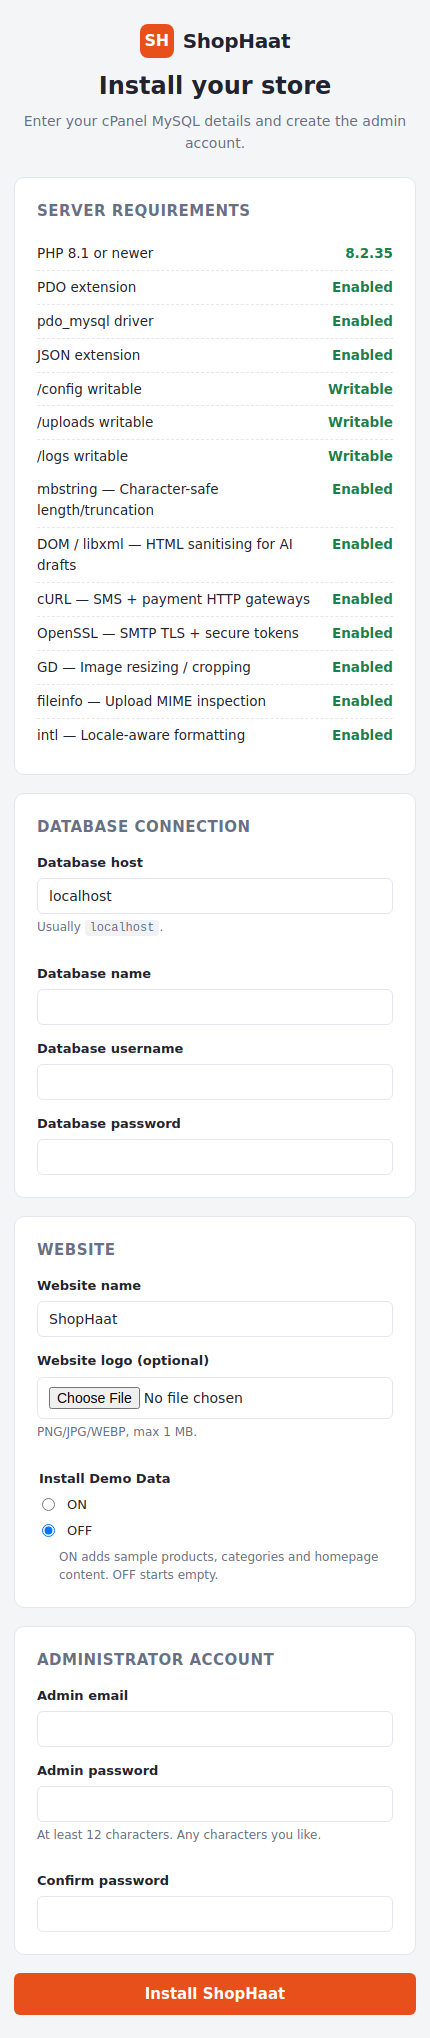 SH ShopHaat
Install your store
Enter your cPanel MySQL details and create the admin
account.
SERVER REQUIREMENTS
PHP 8.1 or newer 8.2.35
PDO extension Enabled
pdo_mysql driver Enabled
JSON extension Enabled
/config writable Writable
/uploads writable Writable
/logs writable Writable
mbstring — Character-safe Enabled
length/truncation
DOM / libxml — HTML sanitising for AI Enabled
drafts
cURL — SMS + payment HTTP gateways Enabled
OpenSSL — SMTP TLS + secure tokens Enabled
GD — Image resizing / cropping Enabled
fileinfo — Upload MIME inspection Enabled
intl — Locale-aware formatting Enabled
DATABASE CONNECTION
Database host
localhost
Usually localhost.
Database name
Database username
Database password
WEBSITE
Website name
ShopHaat
Website logo (optional)
Choose File No file chosen
PNG/JPG/WEBP, max 1 MB.
Install Demo Data
ON
OFF
ON adds sample products, categories and homepage
content. OFF starts empty.
ADMINISTRATOR ACCOUNT
Admin email
Admin password
At least 12 characters. Any characters you like.
Confirm password
Install ShopHaat